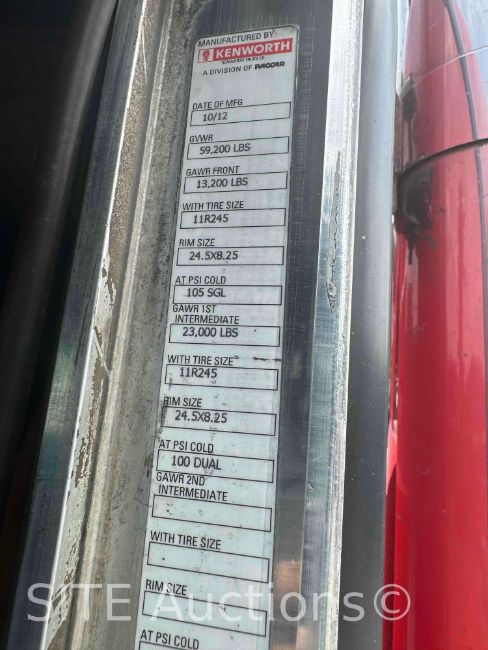 MANUFACTURED BY
KENWORTH
A DIVISION OF PACCAR
DATE OF MFG
10/12
GVWR
59,200 LBS
GAWR FRONT
13,200 LBS
WITH TIRE SIZE
11R245
RIM SIZE
24.5X8.25
AT PSI COLD
105 SGL
GAWR 1ST
INTERMEDIATE
23,000 LBS
WITH TIRE SIZE
11R245
RIM SIZE
24.5X8.25
AT PSI COLD
100 DUAL
GAWR 2ND
INTERMEDIATE
WITH TIRE SIZE
RIM SIZE
SITE Auctions©
AT PSI COLD